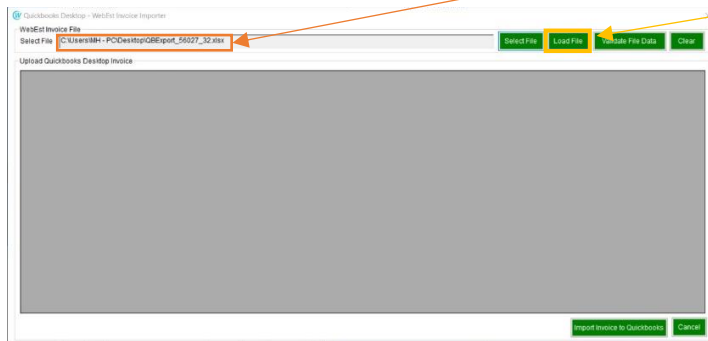 Quickbooks Desktop - WebEst Invoice Importer
WebEst Invoice File
Select File C:\Users\MH - PC\Desktop\QBExport_56027_32.xlsx Select File Load File Validate File Data Clear
Upload Quickbooks Desktop Invoice
Import Invoice to Quickbooks Cancel